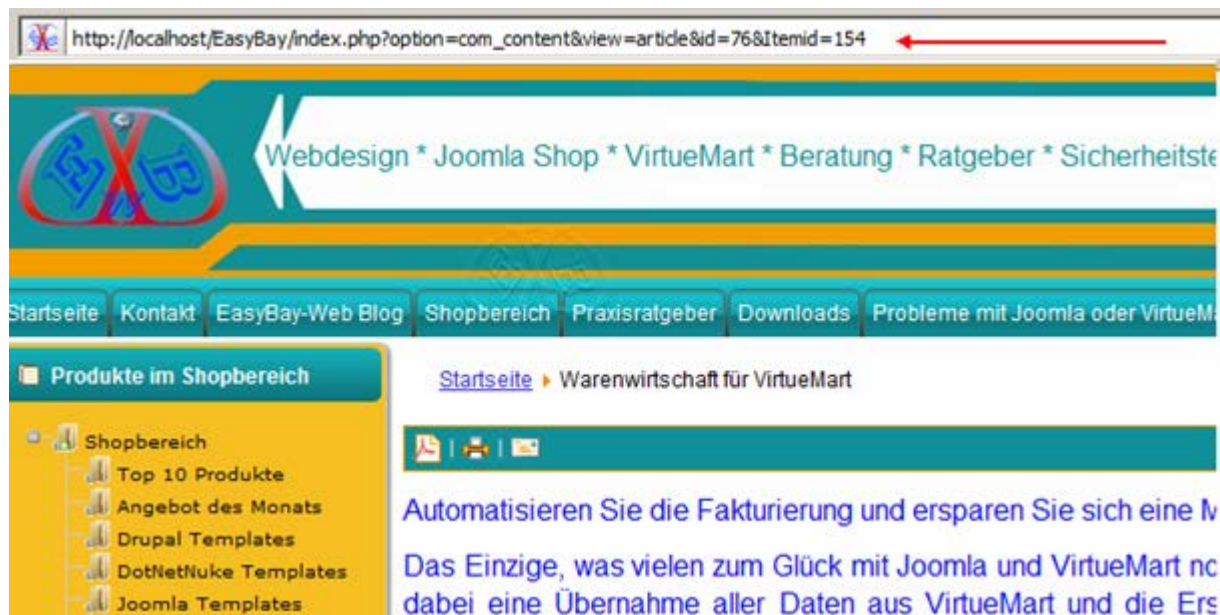 http://localhost/EasyBay/index.php?option=com_content&view=article&id=76&Itemid=154
Webdesign * Joomla Shop * VirtueMart * Beratung * Ratgeber * Sicherheitste
Startseite Kontakt EasyBay-Web Blog Shopbereich Praxisratgeber Downloads Probleme mit Joomla oder VirtueMa
Produkte im Shopbereich
Startseite Warenwirtschaft für VirtueMart
Shopbereich
Top 10 Produkte
Angebot des Monats
Drupal Templates
DotNetNuke Templates
Joomla Templates
Automatisieren Sie die Fakturierung und ersparen Sie sich eine M
Das Einzige, was vielen zum Glück mit Joomla und VirtueMart no
dabei eine Übernahme aller Daten aus VirtueMart und die Ers